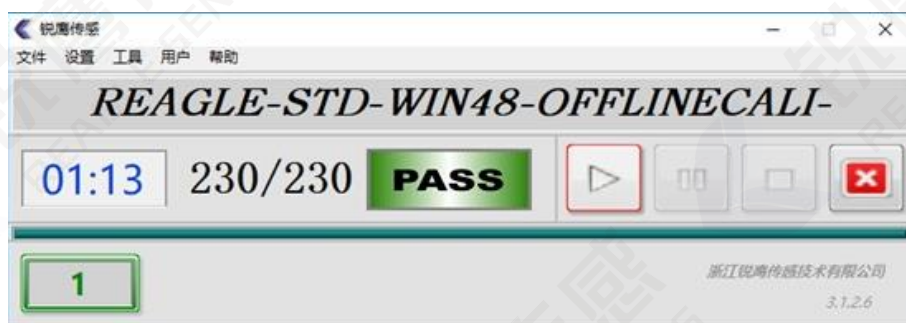 锐鹰传感
文件 设置 工具 用户 帮助
REAGLE-STD-WIN48-OFFLINECALI-
01:13 230/230 PASS
1
浙江锐鹰传感技术有限公司
3.1.2.6